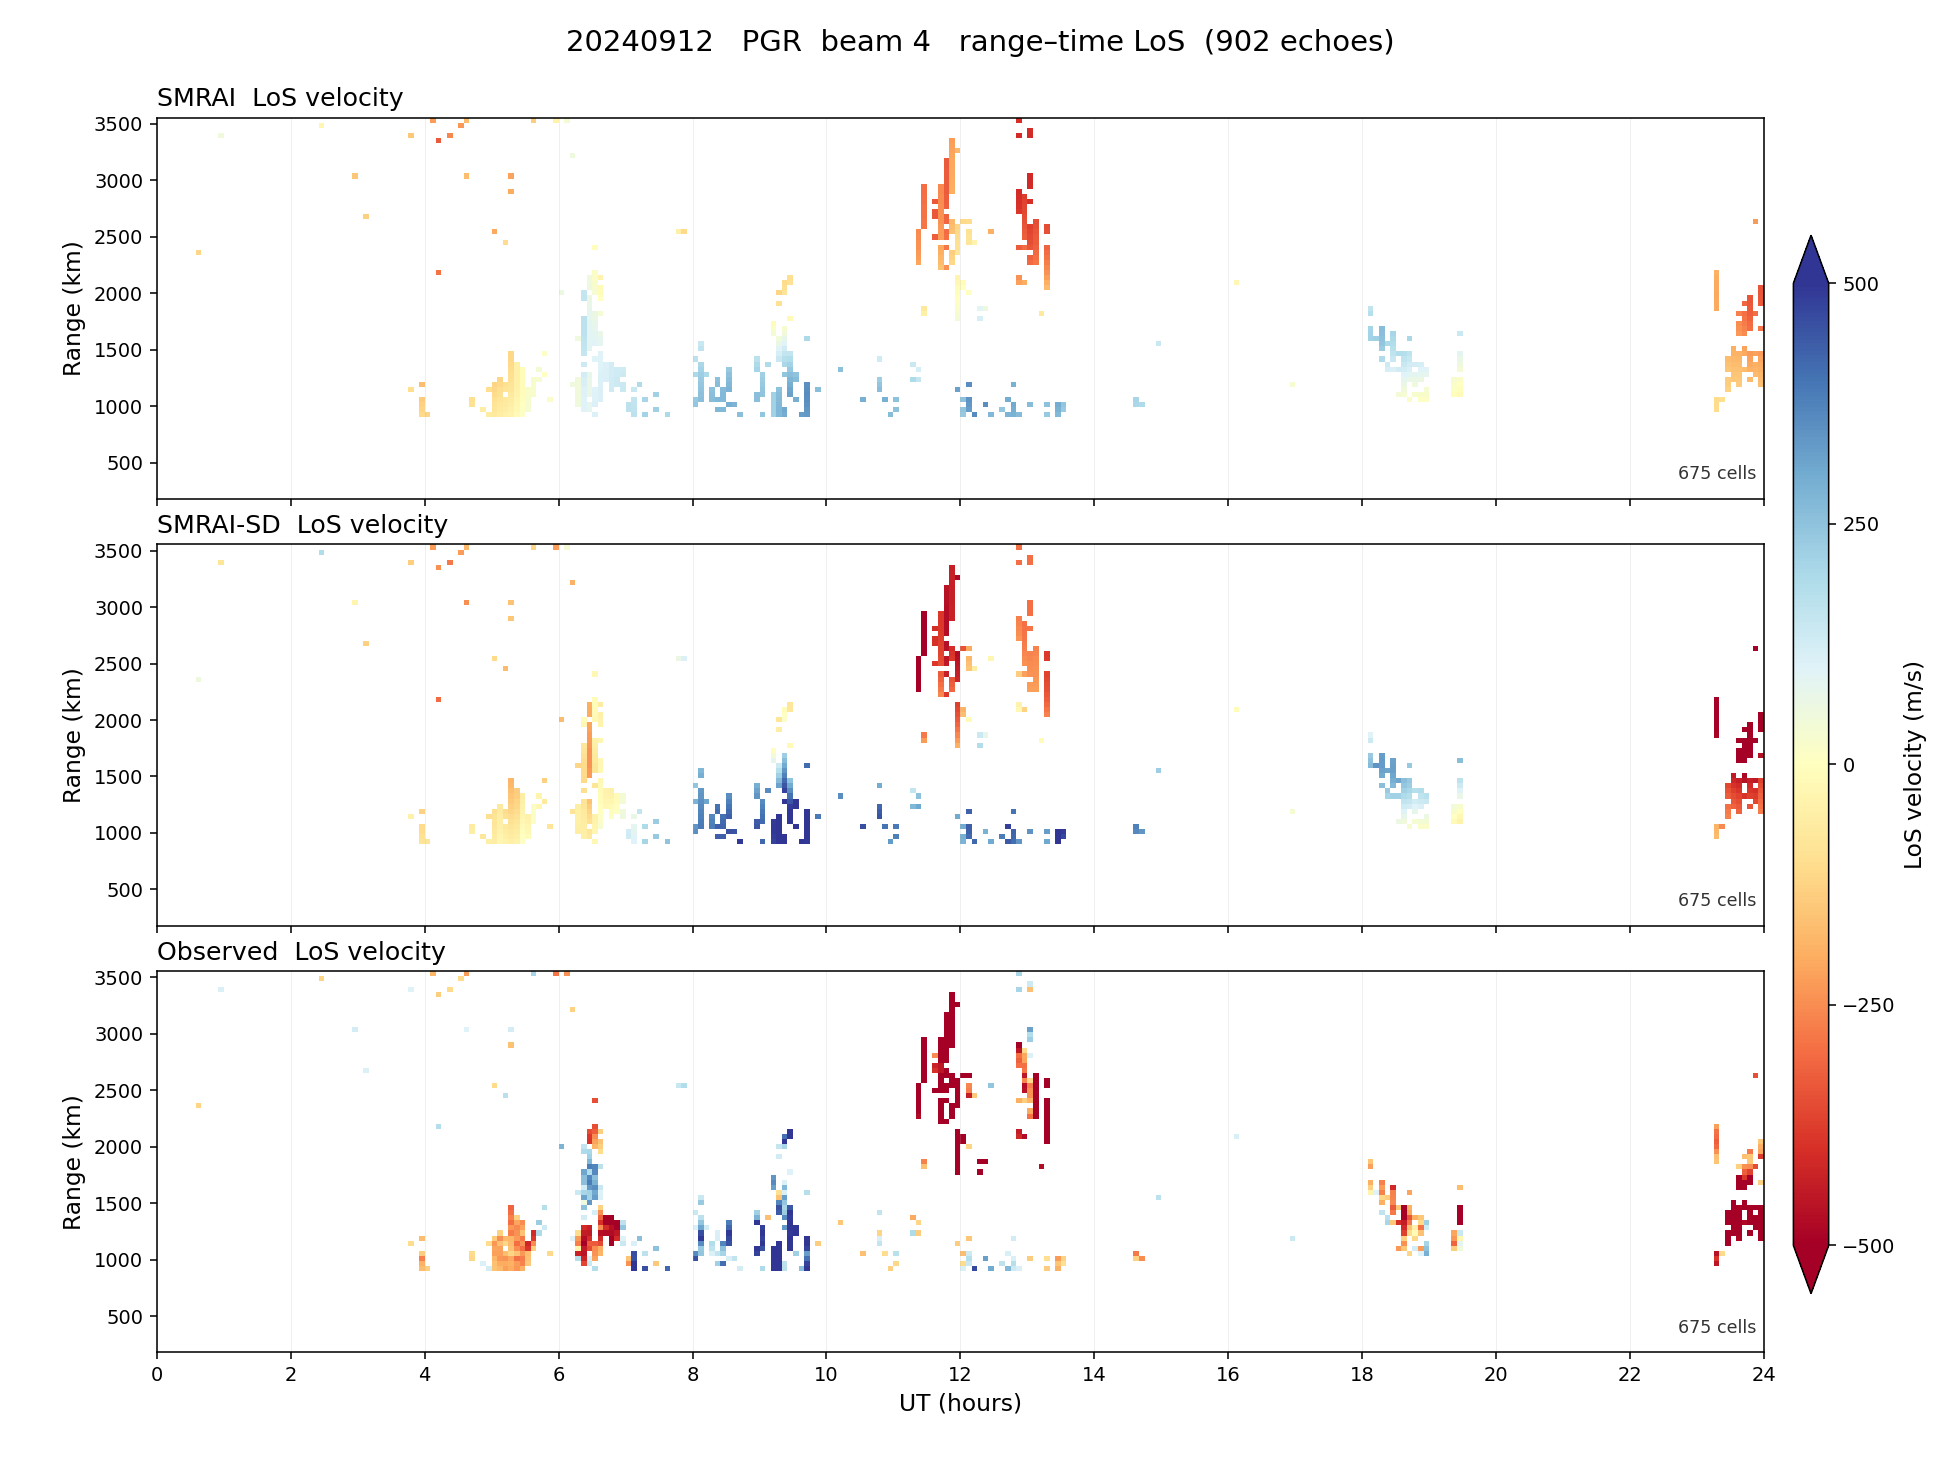 20240912   PGR  beam 4   range–time LoS  (902 echoes)
SMRAI  LoS velocity
3500
3000
2500
2000
1500
1000
500
Range (km)
675 cells
SMRAI-SD  LoS velocity
3500
3000
2500
2000
1500
1000
500
Range (km)
675 cells
Observed  LoS velocity
3500
3000
2500
2000
1500
1000
500
Range (km)
675 cells
0 2 4 6 8 10 12 14 16 18 20 22 24
UT (hours)
500
250
0
−250
−500
LoS velocity (m/s)